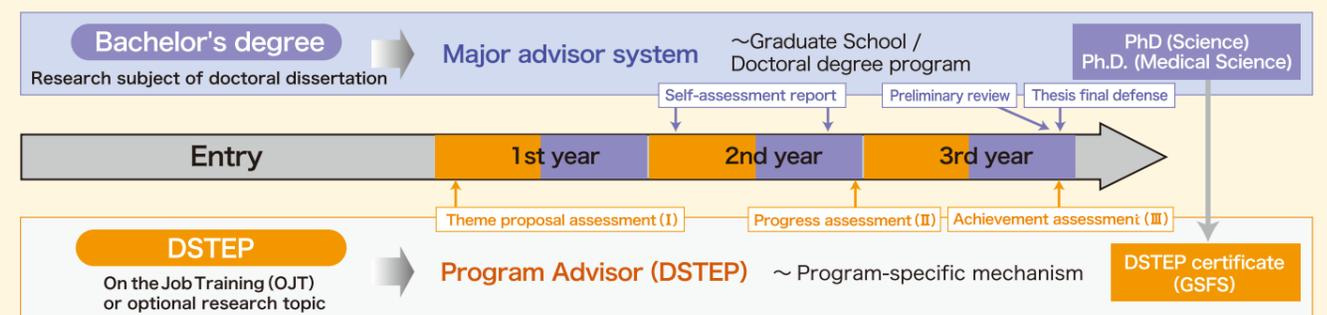 Bachelor's degree
Research subject of doctoral dissertation
Major advisor system
～Graduate School /
Doctoral degree program
PhD (Science)
Ph.D. (Medical Science)
Self-assessment report
Preliminary review
Thesis final defense
Entry
1st year
2nd year
3rd year
Theme proposal assessment (Ⅰ)
Progress assessment (Ⅱ)
Achievement assessment (Ⅲ)
DSTEP
On the Job Training (OJT)
or optional research topic
Program Advisor (DSTEP)
～ Program-specific mechanism
DSTEP certificate
(GSFS)